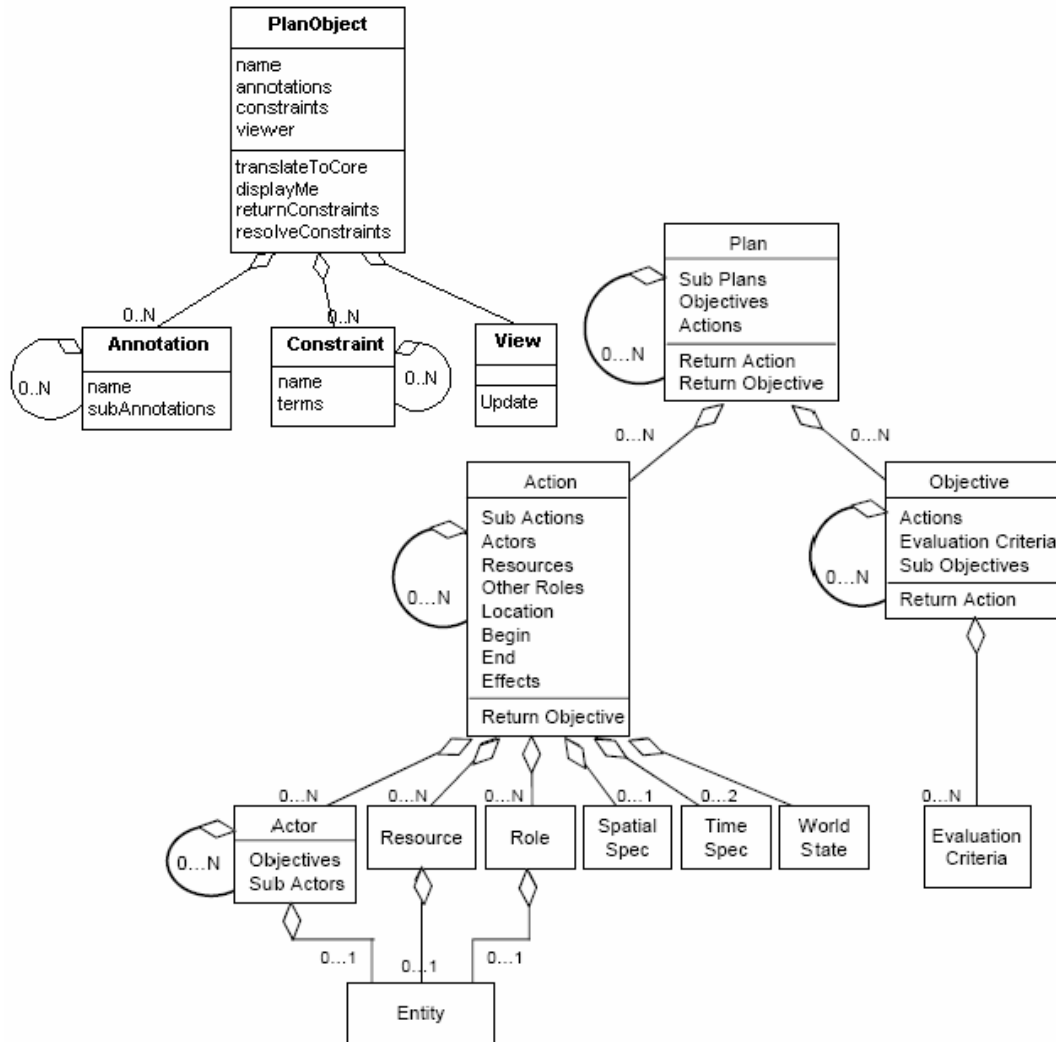 PlanObject
name
annotations
constraints
viewer
translateToCore
displayMe
returnConstraints
resolveConstraints
0..N
0..N
Annotation
0..N
name
subAnnotations
Constraint
name
terms
0..N
View
Update
Plan
Sub Plans
Objectives
Actions
0...N
Return Action
Return Objective
0...N
0...N
Action
Sub Actions
Actors
Resources
Other Roles
Location
Begin
End
Effects
0...N
Return Objective
Objective
Actions
Evaluation Criteria
Sub Objectives
0...N
Return Action
0...N
0...N
0...N
0...1
0...2
0...N
Actor
0...N
Objectives
Sub Actors
Resource
Role
Spatial
Spec
Time
Spec
World
State
Evaluation
Criteria
0...1
0...1
0...1
Entity